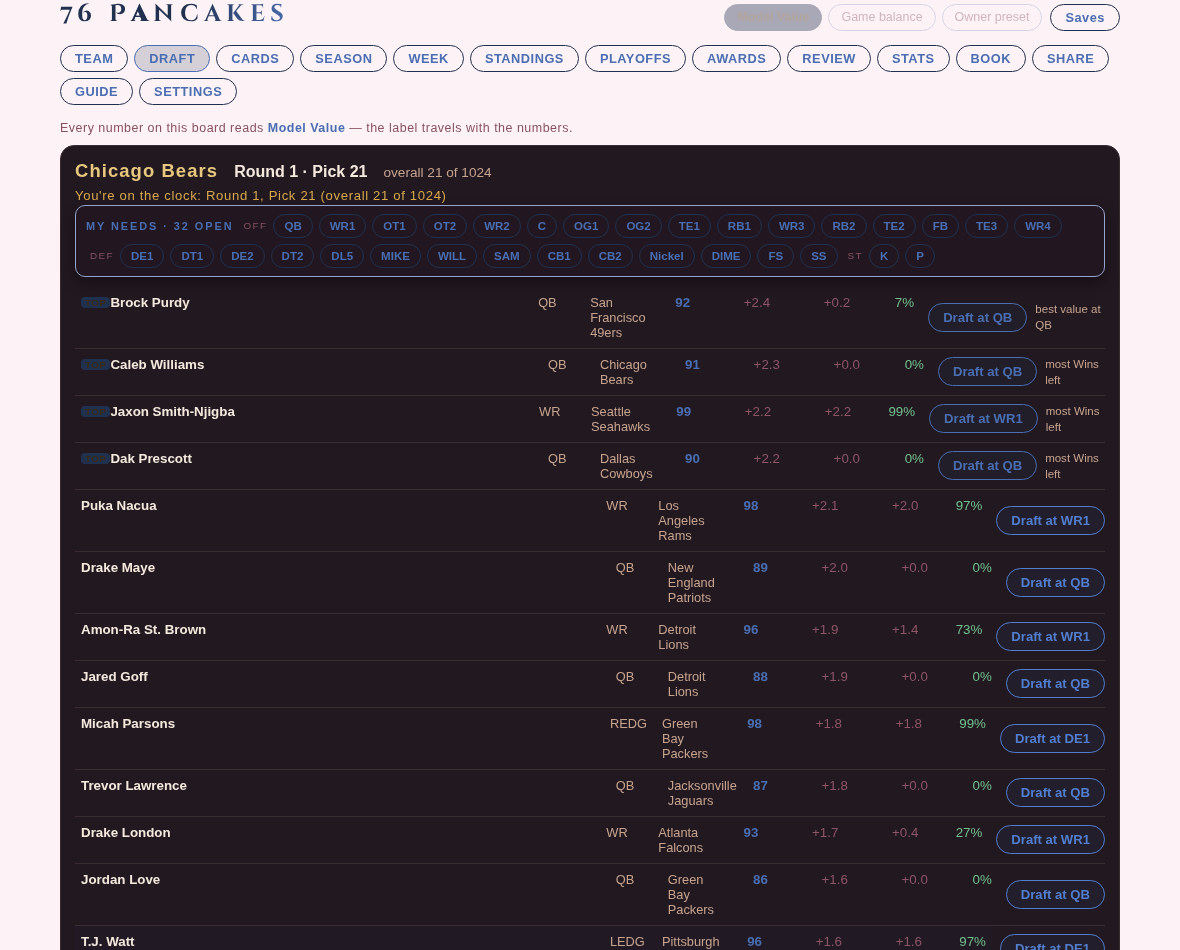 76 PANCAKES
Game balance
Owner preset
Saves
TEAM DRAFT CARDS SEASON WEEK STANDINGS PLAYOFFS AWARDS REVIEW STATS BOOK SHARE
GUIDE SETTINGS
Every number on this board reads Model Value — the label travels with the numbers.
Chicago Bears Round 1 · Pick 21 overall 21 of 1024
You're on the clock: Round 1, Pick 21 (overall 21 of 1024)
MY NEEDS · 32 OPEN OFF QB WR1 OT1 OT2 WR2 C OG1 OG2 TE1 RB1 WR3 RB2 TE2 FB TE3 WR4
DEF DE1 DT1 DE2 DT2 DL5 MIKE WILL SAM CB1 CB2 Nickel DIME FS SS ST K P
Brock Purdy QB San Francisco 49ers 92 +2.4 +0.2 7% Draft at QB best value at QB
Caleb Williams QB Chicago Bears 91 +2.3 +0.0 0% Draft at QB most Wins left
Jaxon Smith-Njigba WR Seattle Seahawks 99 +2.2 +2.2 99% Draft at WR1 most Wins left
Dak Prescott QB Dallas Cowboys 90 +2.2 +0.0 0% Draft at QB most Wins left
Puka Nacua WR Los Angeles Rams 98 +2.1 +2.0 97% Draft at WR1
Drake Maye QB New England Patriots 89 +2.0 +0.0 0% Draft at QB
Amon-Ra St. Brown WR Detroit Lions 96 +1.9 +1.4 73% Draft at WR1
Jared Goff QB Detroit Lions 88 +1.9 +0.0 0% Draft at QB
Micah Parsons REDG Green Bay Packers 98 +1.8 +1.8 99% Draft at DE1
Trevor Lawrence QB Jacksonville Jaguars 87 +1.8 +0.0 0% Draft at QB
Drake London WR Atlanta Falcons 93 +1.7 +0.4 27% Draft at WR1
Jordan Love QB Green Bay Packers 86 +1.6 +0.0 0% Draft at QB
T.J. Watt LEDG Pittsburgh 96 +1.6 +1.6 97% Draft at DE1